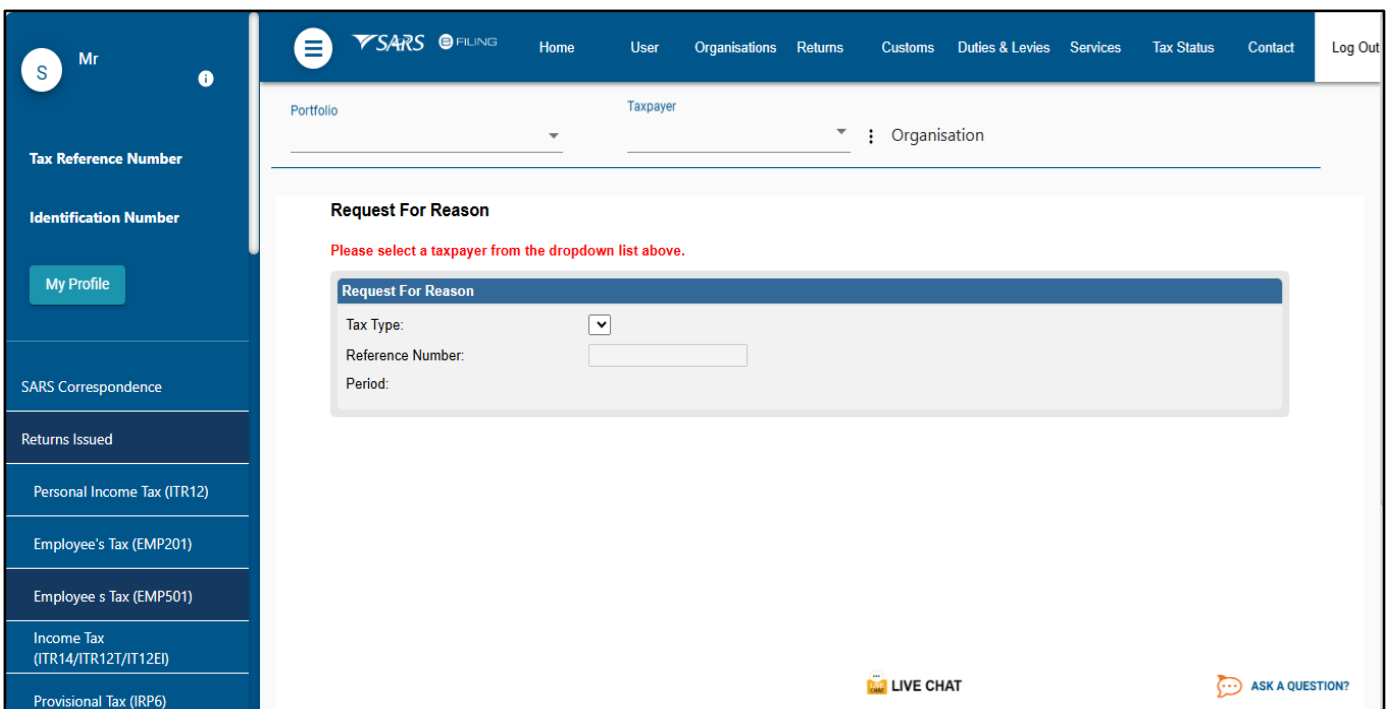 S
Mr
Tax Reference Number
Identification Number
My Profile
SARS Correspondence
Returns Issued
Personal Income Tax (ITR12)
Employee's Tax (EMP201)
Employee s Tax (EMP501)
Income Tax
(ITR14/ITR12T/IT12EI)
Provisional Tax (IRP6)
SARS e FILING
Home User Organisations Returns Customs Duties & Levies Services Tax Status Contact Log Out
Portfolio
Taxpayer
Organisation
Request For Reason
Please select a taxpayer from the dropdown list above.
Request For Reason
Tax Type:
Reference Number:
Period:
LIVE CHAT LIVE CHAT
ASK A QUESTION?